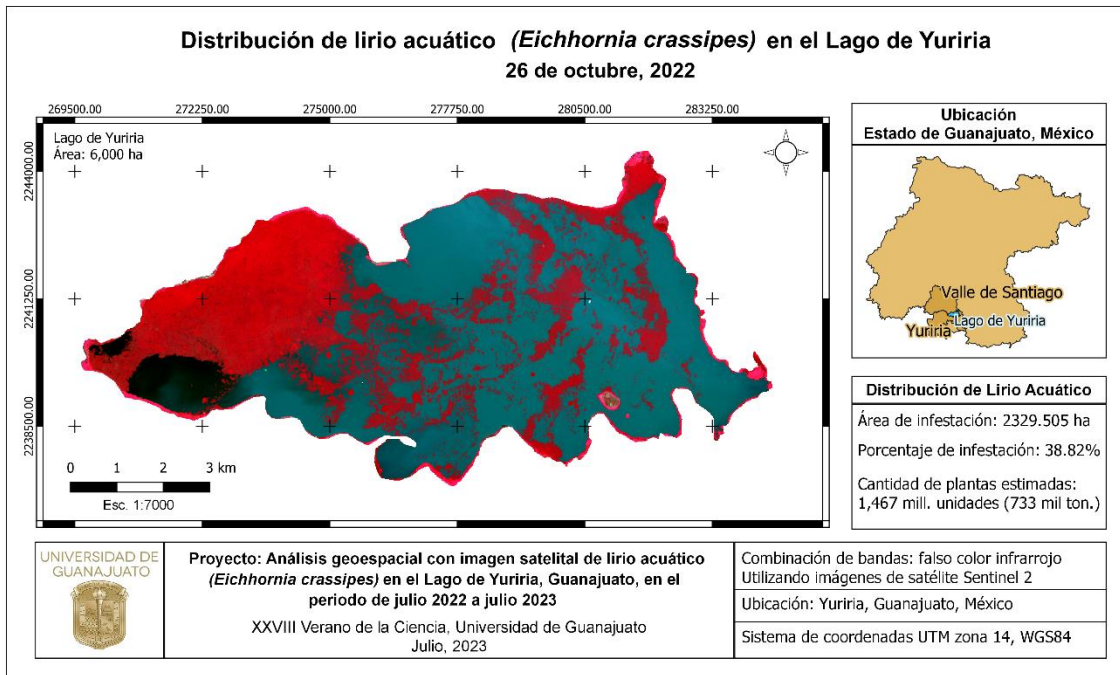 Distribución de lirio acuático (Eichhornia crassipes) en el Lago de Yuriria
26 de octubre, 2022
269500.00 272250.00 275000.00 277750.00 280500.00 283250.00
Lago de Yuriria
Área: 6,000 ha
2244000.00
2241250.00
2238500.00
0 1 2 3 km
Esc. 1:7000
Ubicación
Estado de Guanajuato, México
Valle de Santiago
Lago de Yuriria
Yuriria
Distribución de Lirio Acuático
Área de infestación: 2329.505 ha
Porcentaje de infestación: 38.82%
Cantidad de plantas estimadas:
1,467 mill. unidades (733 mil ton.)
UNIVERSIDAD DE
GUANAJUATO
Proyecto: Análisis geoespacial con imagen satelital de lirio acuático
(Eichhornia crassipes) en el Lago de Yuriria, Guanajuato, en el
periodo de julio 2022 a julio 2023
XXVIII Verano de la Ciencia, Universidad de Guanajuato
Julio, 2023
Combinación de bandas: falso color infrarrojo
Utilizando imágenes de satélite Sentinel 2
Ubicación: Yuriria, Guanajuato, México
Sistema de coordenadas UTM zona 14, WGS84